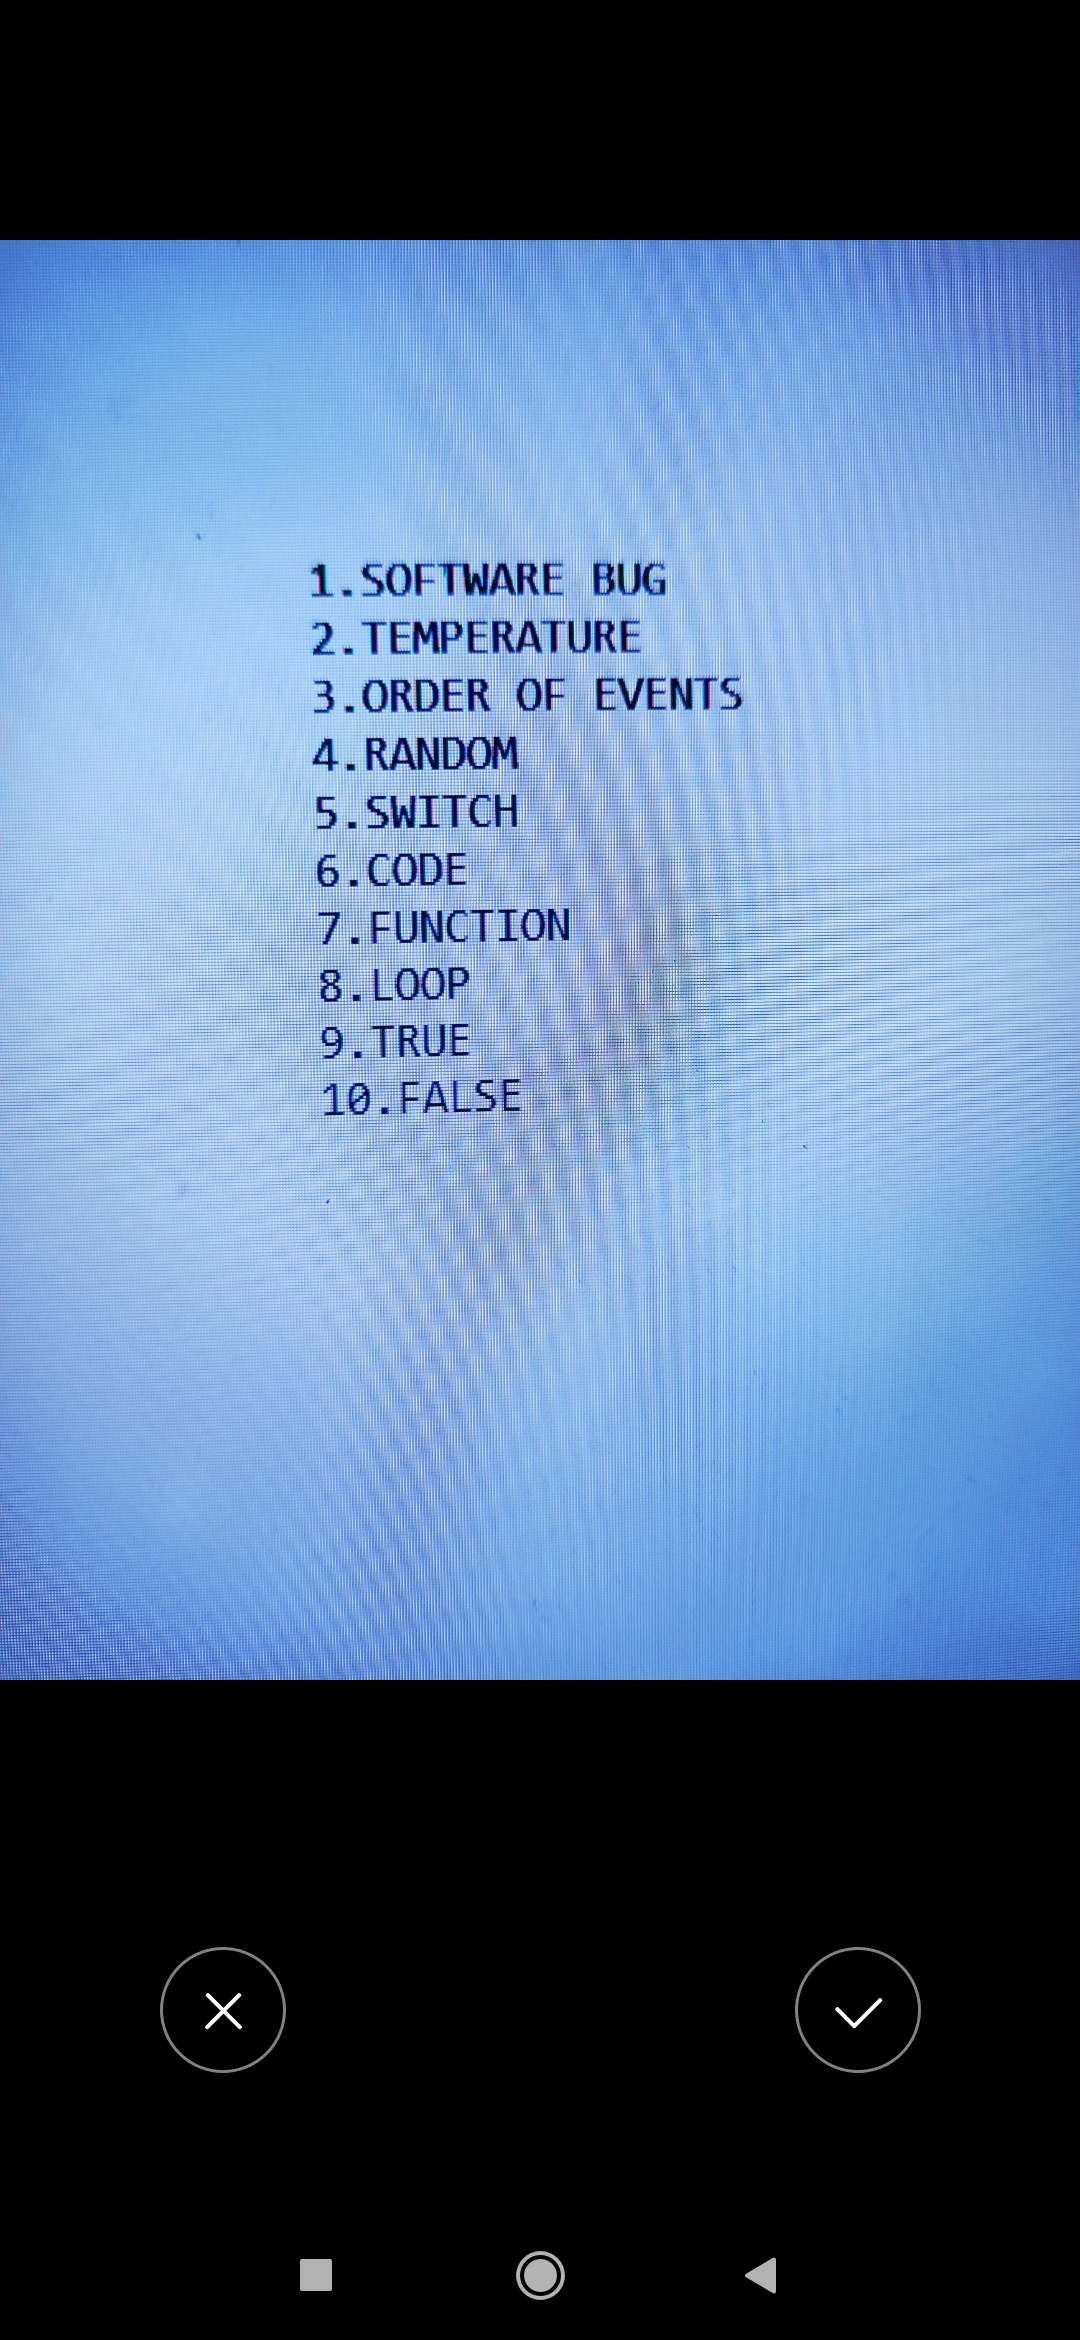 1.SOFTWARE BUG
2.TEMPERATURE
3.ORDER OF EVENTS
4.RANDOM
5.SWITCH
6.CODE
7.FUNCTION
8.LOOP
9.TRUE
10.FALSE